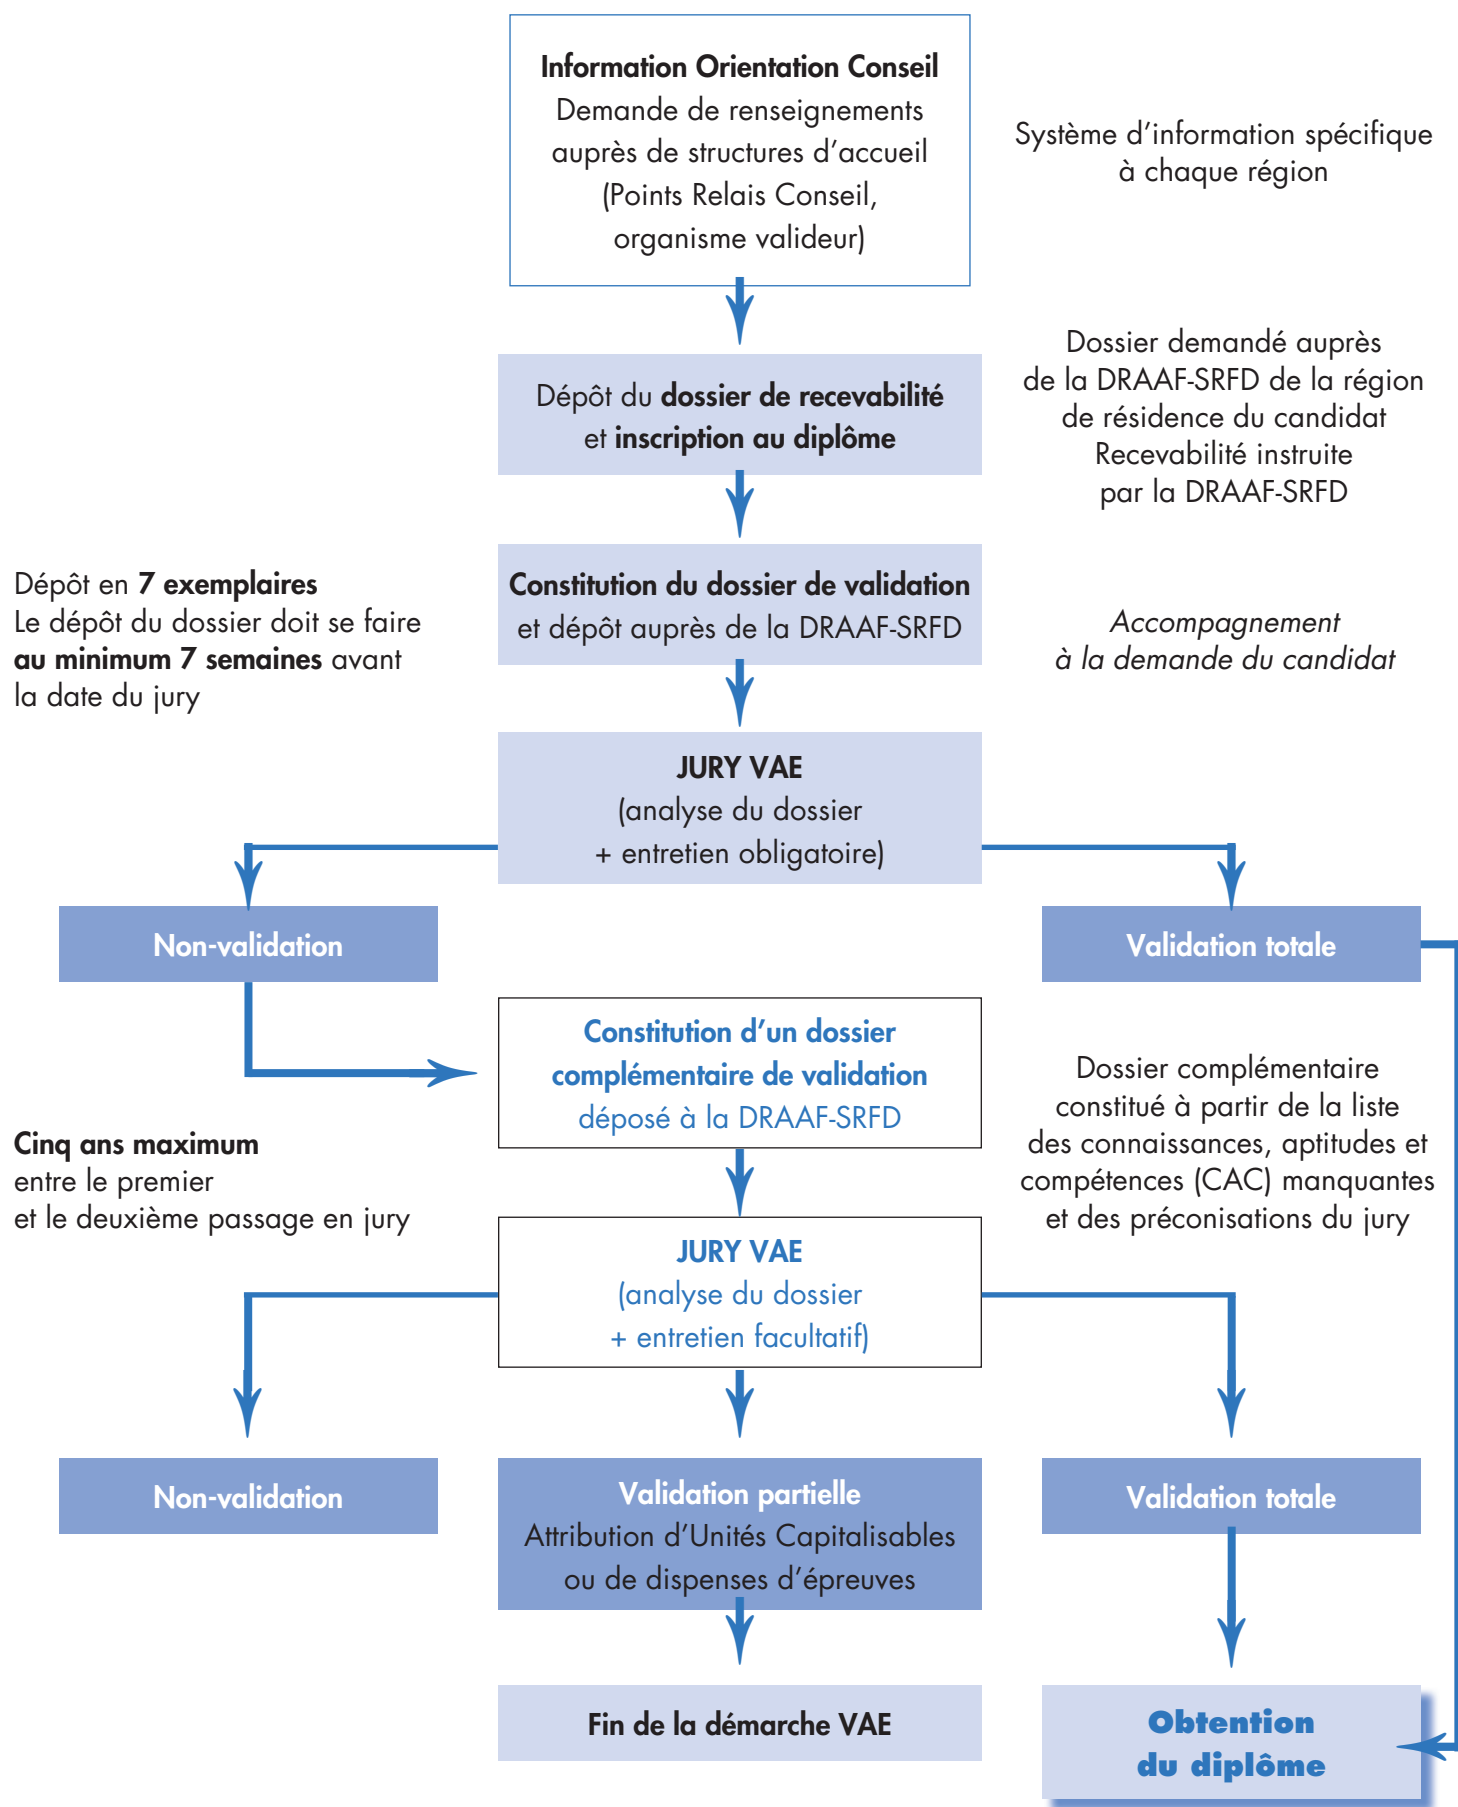 Information Orientation Conseil
Demande de renseignements
auprès de structures d’accueil
(Points Relais Conseil,
organisme valideur)
Système d’information spécifique
à chaque région
Dépôt du dossier de recevabilité
et inscription au diplôme
Dossier demandé auprès
de la DRAAF-SRFD de la région
de résidence du candidat
Recevabilité instruite
par la DRAAF-SRFD
Dépôt en 7 exemplaires
Le dépôt du dossier doit se faire
au minimum 7 semaines avant
la date du jury
Constitution du dossier de validation
et dépôt auprès de la DRAAF-SRFD
Accompagnement
à la demande du candidat
JURY VAE
(analyse du dossier
+ entretien obligatoire)
Non-validation
Validation totale
Constitution d’un dossier
complémentaire de validation
déposé à la DRAAF-SRFD
Dossier complémentaire
constitué à partir de la liste
des connaissances, aptitudes et
compétences (CAC) manquantes
et des préconisations du jury
Cinq ans maximum
entre le premier
et le deuxième passage en jury
JURY VAE
(analyse du dossier
+ entretien facultatif)
Non-validation
Validation partielle
Attribution d’Unités Capitalisables
ou de dispenses d’épreuves
Validation totale
Fin de la démarche VAE
Obtention
du diplôme